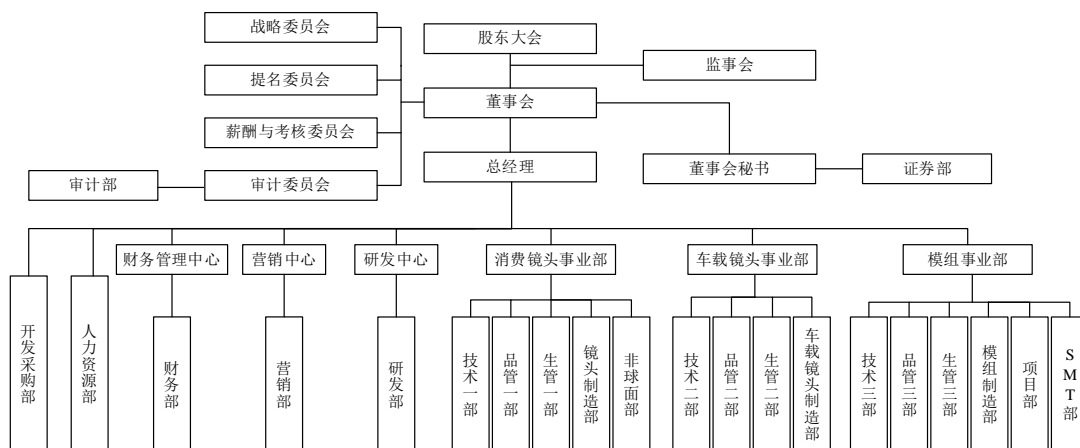 战略委员会
股东大会
监事会
提名委员会
董事会
薪酬与考核委员会
总经理
董事会秘书
证券部
审计部
审计委员会
财务管理中心
营销中心
研发中心
消费镜头事业部
车载镜头事业部
模组事业部
开发采购部
人力资源部
财务部
营销部
研发部
技术一部
品管一部
生管一部
镜头制造部
非球面部
技术二部
品管二部
生管二部
车载镜头制造部
技术三部
品管三部
生管三部
模组制造部
项目部
SMT部